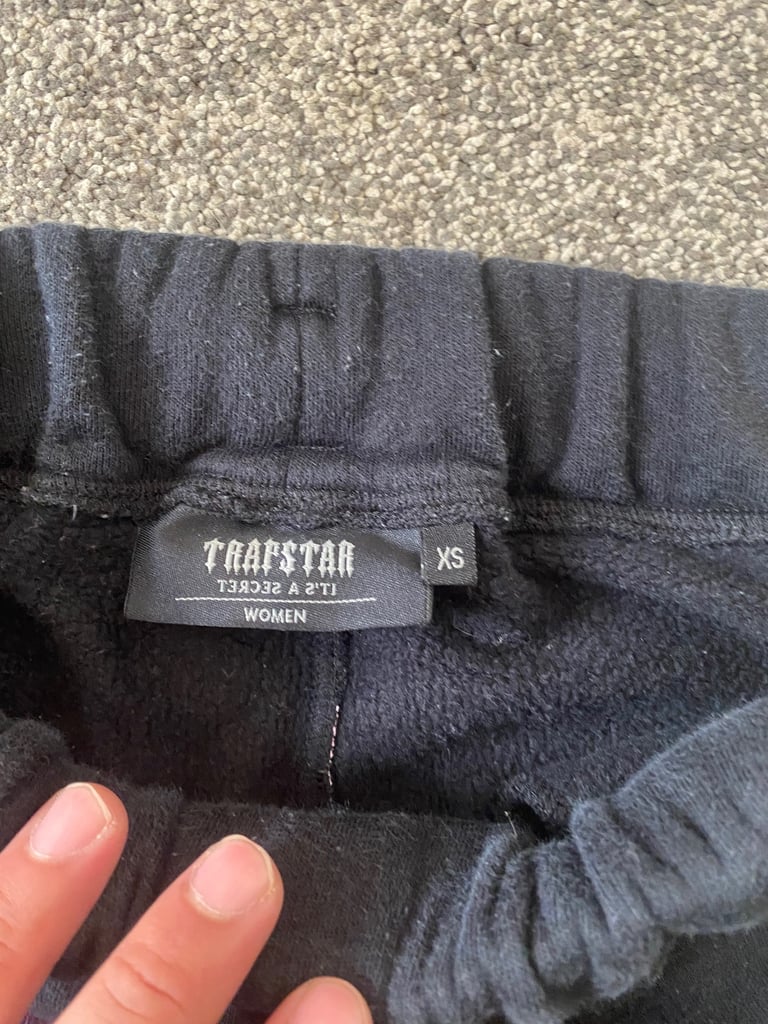 TRAPSTAR
IT'S A SECRET
WOMEN
XS